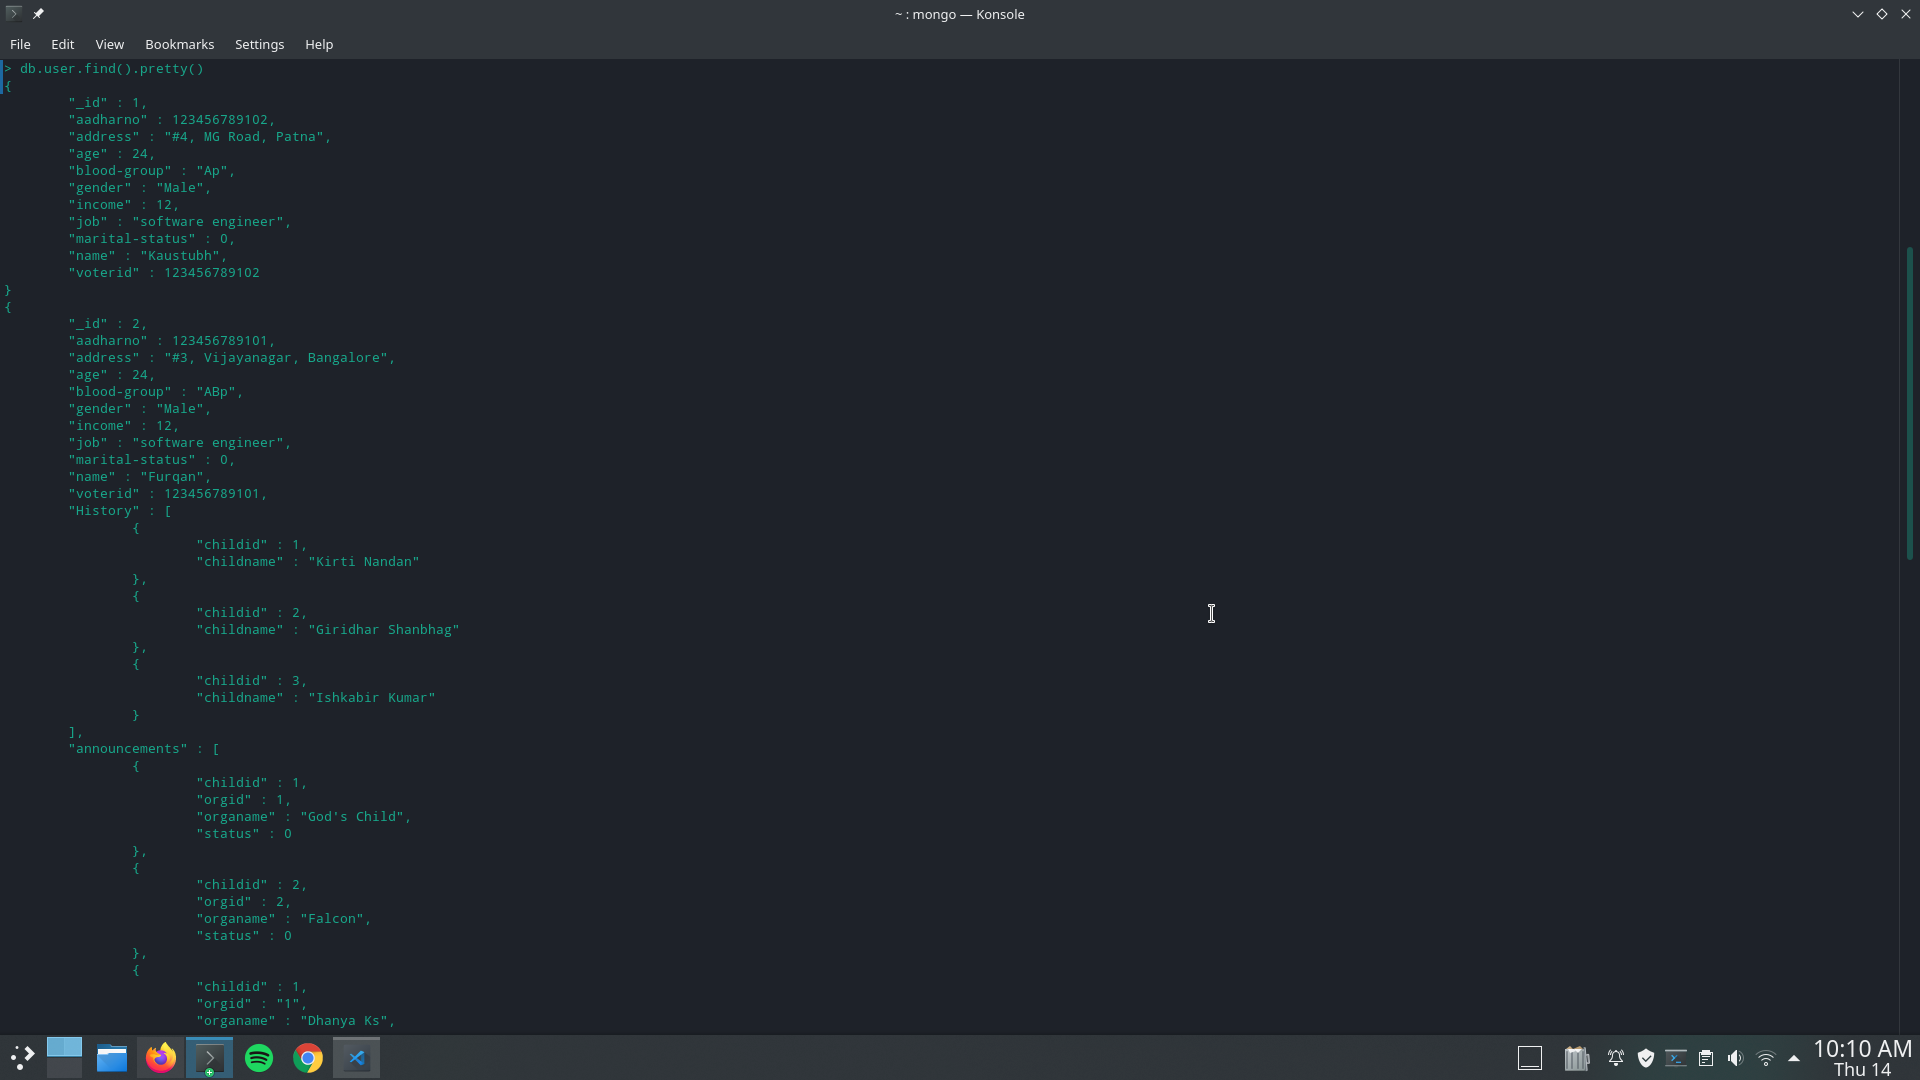 ~ : mongo — Konsole
File Edit View Bookmarks Settings Help
> db.user.find().pretty()
{
        "_id" : 1,
        "aadharno" : 123456789102,
        "address" : "#4, MG Road, Patna",
        "age" : 24,
        "blood-group" : "Ap",
        "gender" : "Male",
        "income" : 12,
        "job" : "software engineer",
        "marital-status" : 0,
        "name" : "Kaustubh",
        "voterid" : 123456789102
}
{
        "_id" : 2,
        "aadharno" : 123456789101,
        "address" : "#3, Vijayanagar, Bangalore",
        "age" : 24,
        "blood-group" : "ABp",
        "gender" : "Male",
        "income" : 12,
        "job" : "software engineer",
        "marital-status" : 0,
        "name" : "Furqan",
        "voterid" : 123456789101,
        "History" : [
                {
                        "childid" : 1,
                        "childname" : "Kirti Nandan"
                },
                {
                        "childid" : 2,
                        "childname" : "Giridhar Shanbhag"
                },
                {
                        "childid" : 3,
                        "childname" : "Ishkabir Kumar"
                }
        ],
        "announcements" : [
                {
                        "childid" : 1,
                        "orgid" : 1,
                        "organame" : "God's Child",
                        "status" : 0
                },
                {
                        "childid" : 2,
                        "orgid" : 2,
                        "organame" : "Falcon",
                        "status" : 0
                },
                {
                        "childid" : 1,
                        "orgid" : "1",
                        "organame" : "Dhanya Ks",
10:10 AM
Thu 14